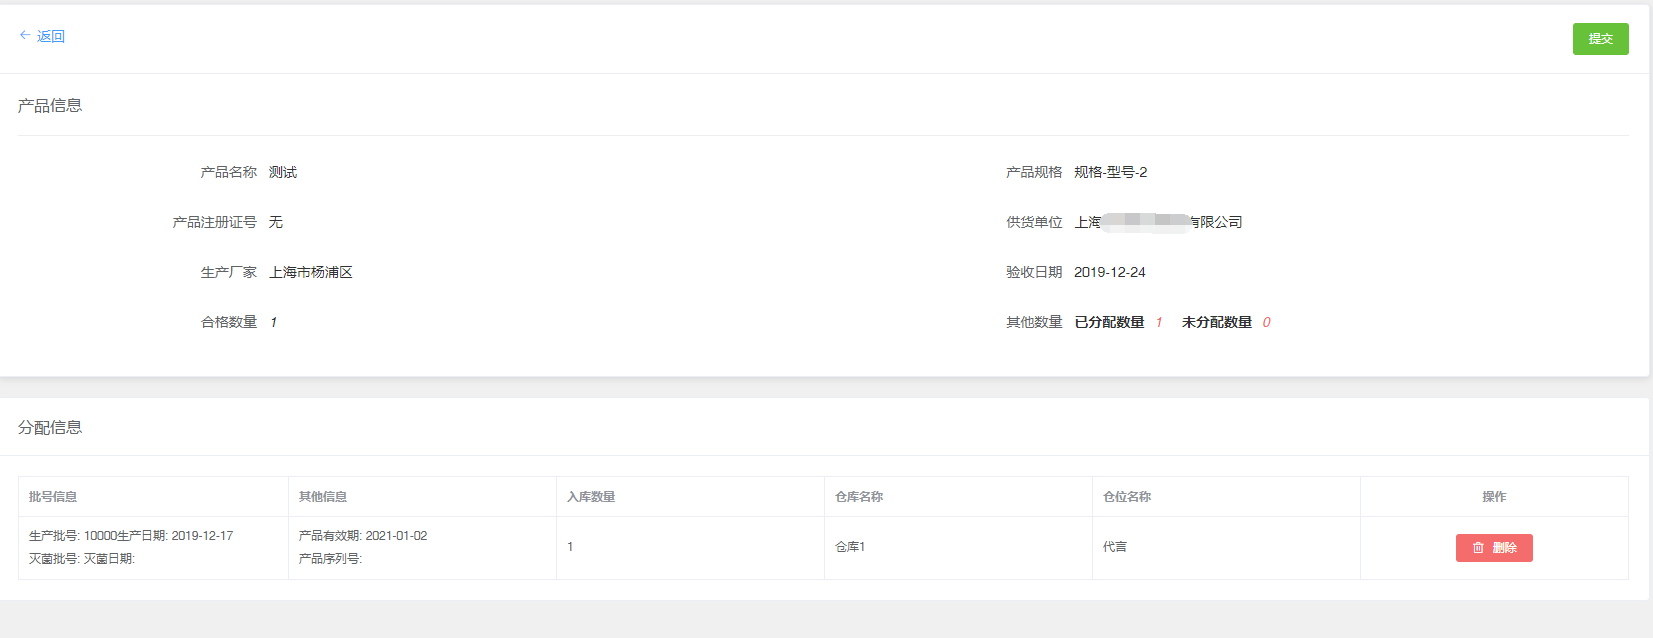 返回
提交
产品信息
产品名称 测试 产品规格 规格-型号-2
产品注册证号 无 供货单位 上海 有限公司
生产厂家 上海市杨浦区 验收日期 2019-12-24
合格数量 1 其他数量 已分配数量 1 未分配数量 0
分配信息
批号信息 其他信息 入库数量 仓库名称 仓位名称 操作
生产批号: 10000生产日期: 2019-12-17 产品有效期: 2021-01-02
1 仓库1 代言 删除
灭菌批号: 灭菌日期: 产品序列号: